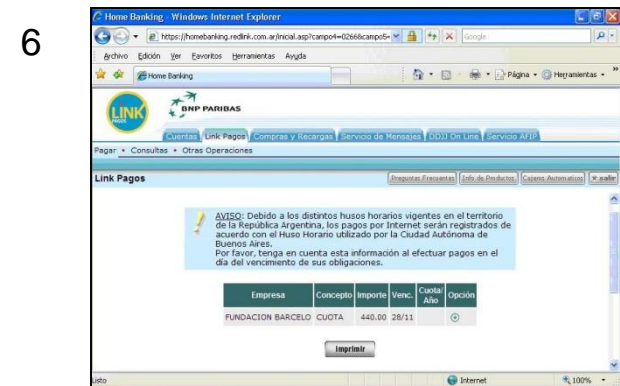 6
Home Banking - Windows Internet Explorer
https://homebanking.redlink.com.ar/inicial.asp?campo4=0266&campo5=
Google
Archivo Edición Ver Favoritos Herramientas Ayuda
Home Banking
Página Herramientas
LINK
PAGOS
BNP PARIBAS
Cuentas Link Pagos Compras y Recargas Servicio de Mensajes DDJJ On Line Servicio AFIP
Pagar • Consultas • Otras Operaciones
Link Pagos
Preguntas Frecuentes Info de Productos Cajeros Automaticos salir
AVISO: Debido a los distintos husos horarios vigentes en el territorio
de la República Argentina, los pagos por Internet serán registrados de
acuerdo con el Huso Horario utilizado por la Ciudad Autónoma de
Buenos Aires.
Por favor, tenga en cuenta esta información al efectuar pagos en el
día del vencimiento de sus obligaciones.
Empresa Concepto Importe Venc. Cuota/ Año Opción
FUNDACION BARCELO CUOTA 440.00 28/11
Imprimir
Listo Internet 100%